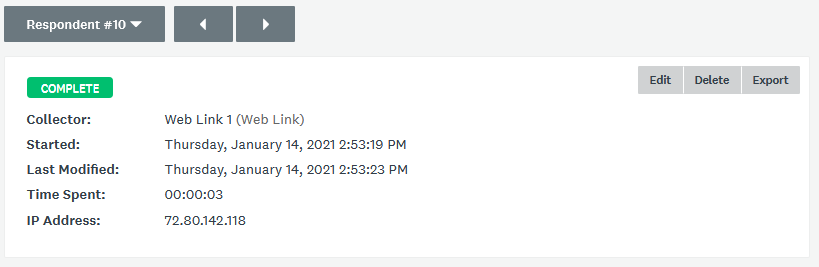 Respondent #10
Edit Delete Export
COMPLETE
Collector: Web Link 1 (Web Link)
Started: Thursday, January 14, 2021 2:53:19 PM
Last Modified: Thursday, January 14, 2021 2:53:23 PM
Time Spent: 00:00:03
IP Address: 72.80.142.118